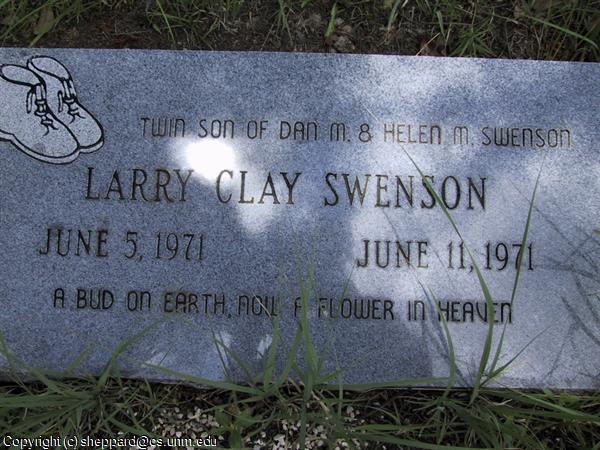 TWIN SON OF DAN M. & HELEN M. SWENSON
LARRY CLAY SWENSON
JUNE 5, 1971 JUNE 11, 1971
A BUD ON EARTH, NOW A FLOWER IN HEAVEN
Copyright (c) sheppard@cs.unm.edu